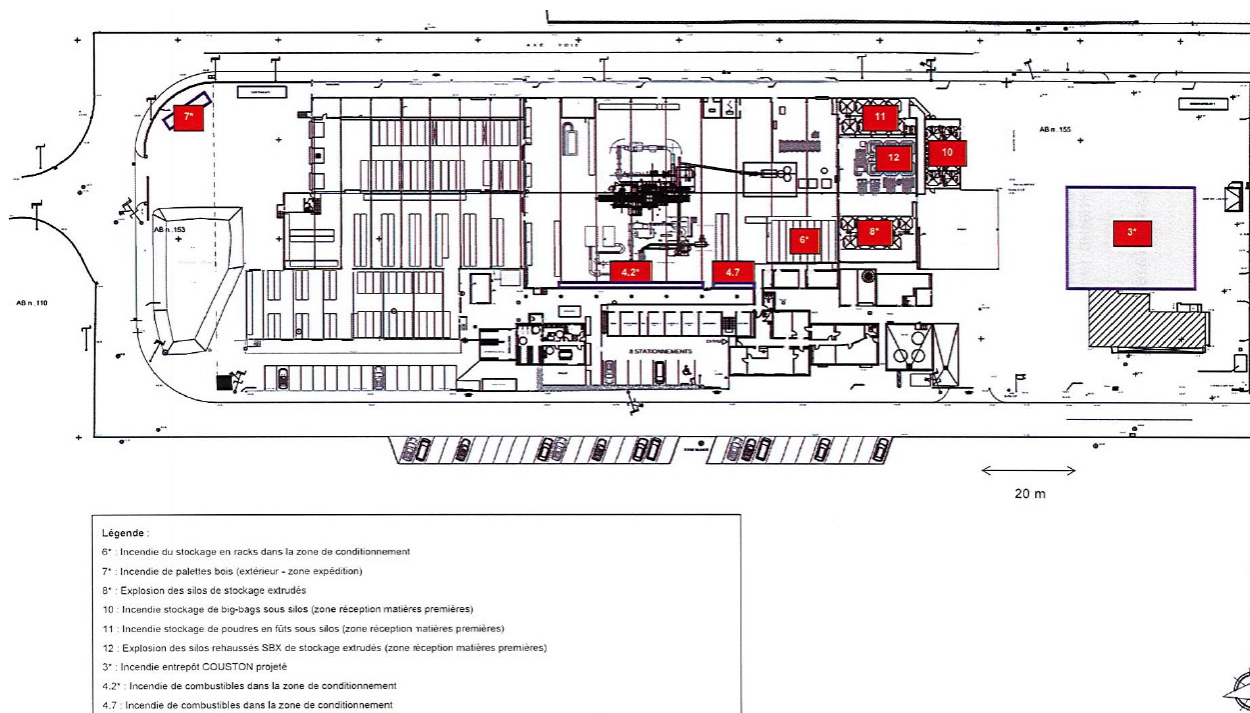 AXE VOIE
7*
11
AB n. 155
10
12
3*
8*
6*
AB n. 153
4.2*
4.7
AB n. 110
8 STATIONNEMENTS
20 m
Légende :
6* : Incendie du stockage en racks dans la zone de conditionnement
7* : Incendie de palettes bois (extérieur - zone expédition)
8* : Explosion des silos de stockage extrudés
10 : Incendie stockage de big-bags sous silos (zone réception matières premières)
11 : Incendie stockage de poudres en fûts sous silos (zone réception matières premières)
12 : Explosion des silos rehaussés SBX de stockage extrudés (zone réception matières premières)
3* : Incendie entrepôt COUSTON projeté
4.2* : Incendie de combustibles dans la zone de conditionnement
4.7 : Incendie de combustibles dans la zone de conditionnement